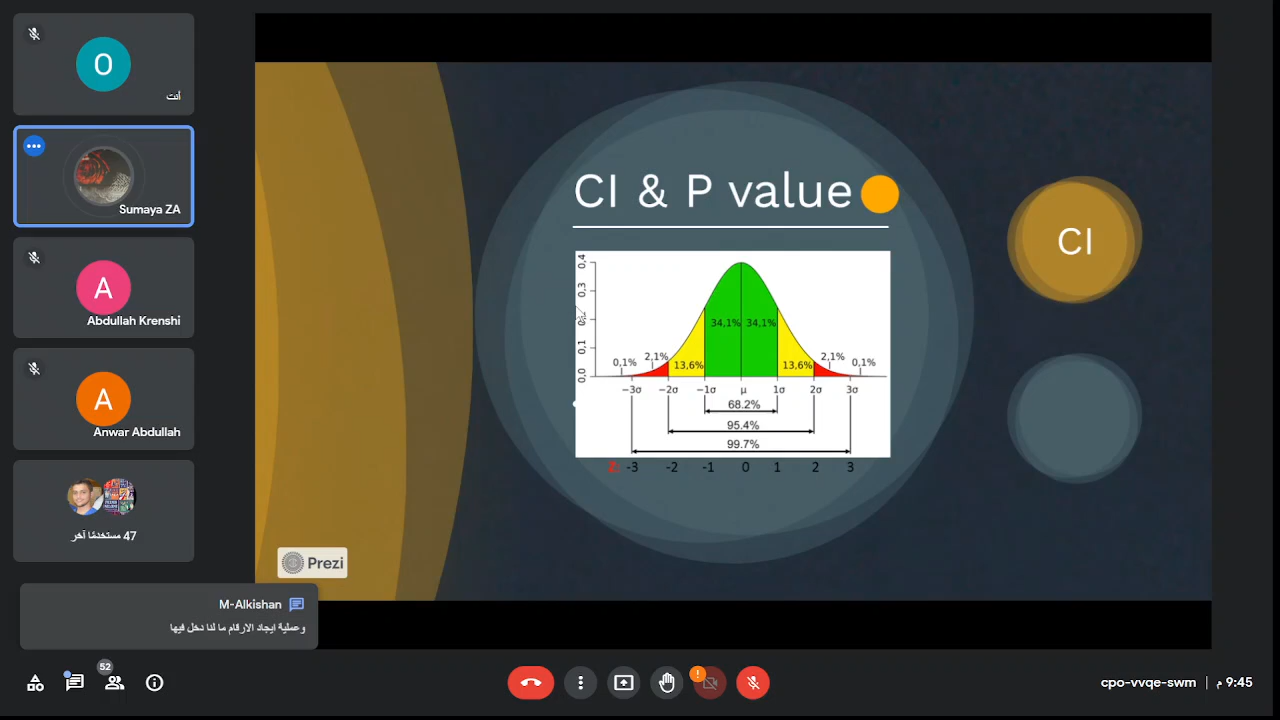 O
أنت
Sumaya ZA
A
Abdullah Krenshi
A
Anwar Abdullah
47 مستخدمًا آخر
M-Alkishan
وعملية ايجاد الارقام ما لنا دخل فيها
52
CI & P value
0,4
0,3
0,2
0,1
0,0
0,1% 2,1% 13,6% 34,1% 34,1% 13,6% 2,1% 0,1%
−3σ −2σ −1σ μ 1σ 2σ 3σ
68.2%
95.4%
99.7%
Z: -3 -2 -1 0 1 2 3
CI
Prezi
!
cpo-vvqe-swm | 9:45 م